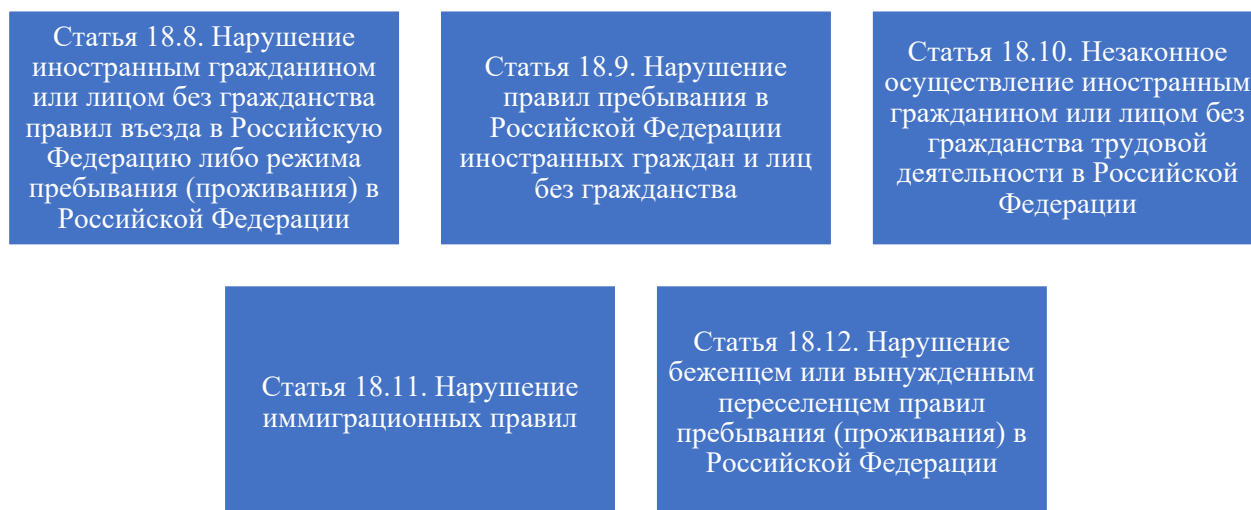 Статья 18.8. Нарушение
иностранным гражданином
или лицом без гражданства
правил въезда в Российскую
Федерацию либо режима
пребывания (проживания) в
Российской Федерации
Статья 18.9. Нарушение
правил пребывания в
Российской Федерации
иностранных граждан и лиц
без гражданства
Статья 18.10. Незаконное
осуществление иностранным
гражданином или лицом без
гражданства трудовой
деятельности в Российской
Федерации
Статья 18.11. Нарушение
иммиграционных правил
Статья 18.12. Нарушение
беженцем или вынужденным
переселенцем правил
пребывания (проживания) в
Российской Федерации